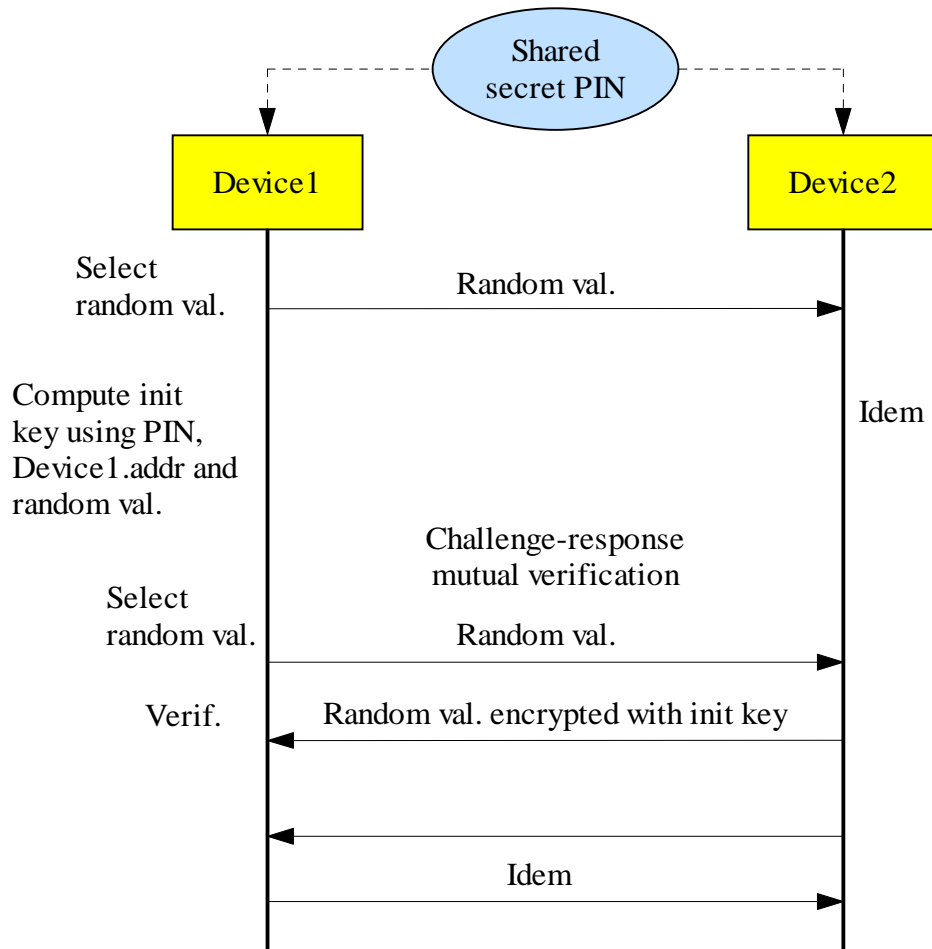 Shared
secret PIN
Device1
Device2
Select
random val.
Random val.
Compute init
key using PIN,
Device1.addr and
random val.
Idem
Challenge-response
mutual verification
Select
random val.
Random val.
Verif.
Random val. encrypted with init key
Idem